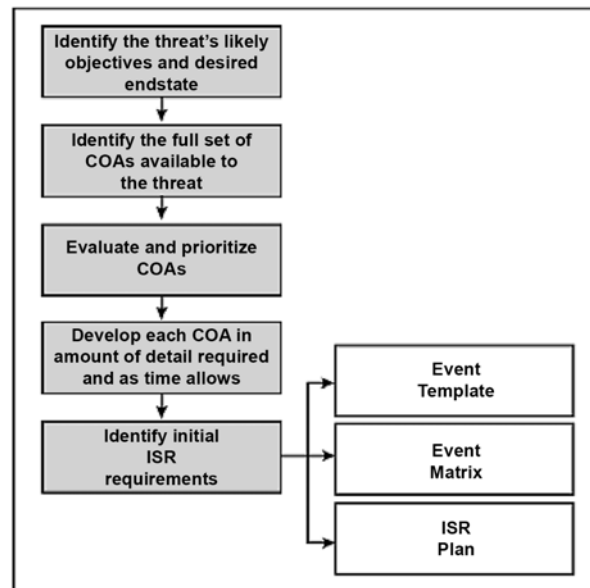 Identify the threat's likely
objectives and desired
endstate
Identify the full set of
COAs available to
the threat
Evaluate and prioritize
COAs
Develop each COA in
amount of detail required
and as time allows
Identify initial
ISR
requirements
Event
Template
Event
Matrix
ISR
Plan